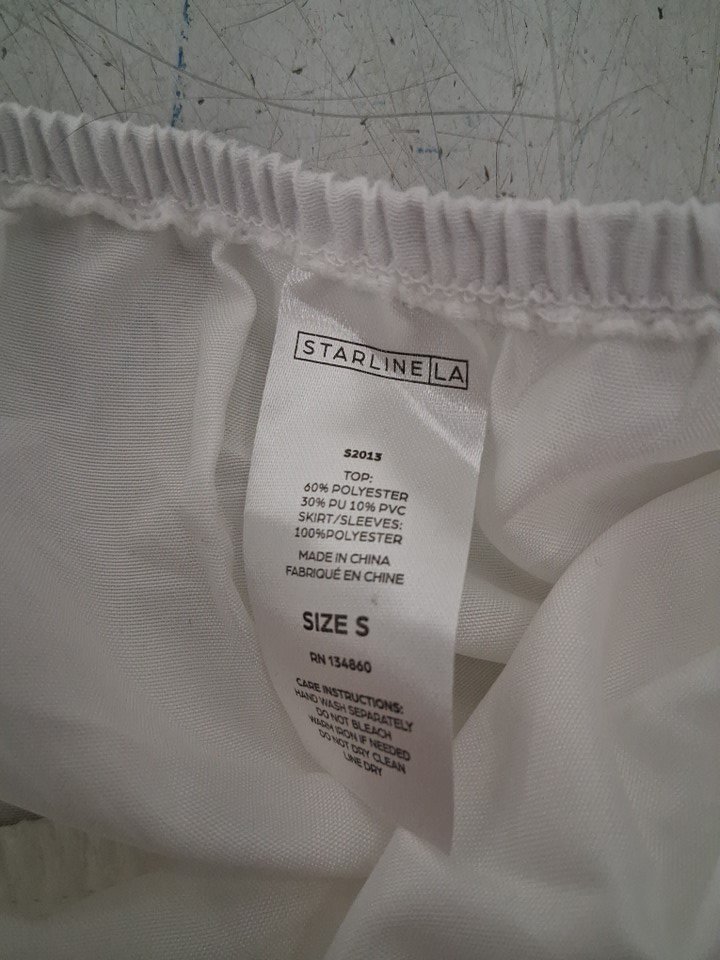 STARLINE LA
S2013
TOP:
60% POLYESTER
30% PU 10% PVC
SKIRT/SLEEVES:
100%POLYESTER
MADE IN CHINA
FABRIQUÉ EN CHINE
SIZE S
RN 134860
CARE INSTRUCTIONS:
HAND WASH SEPARATELY
DO NOT BLEACH
WARM IRON IF NEEDED
DO NOT DRY CLEAN
LINE DRY